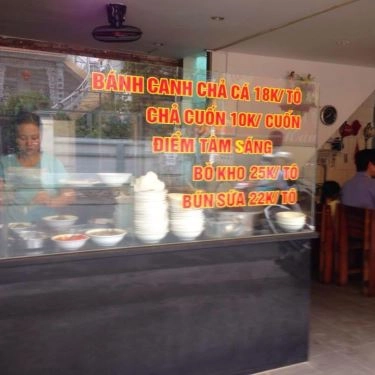 BÁNH CANH CHẢ CÁ 18K/ TÔ
CHẢ CUỐN 10K/ CUỐN
ĐIỂM TÂM SÁNG
BÒ KHO 25K/ TÔ
BÚN SỨA 22K/ TÔ